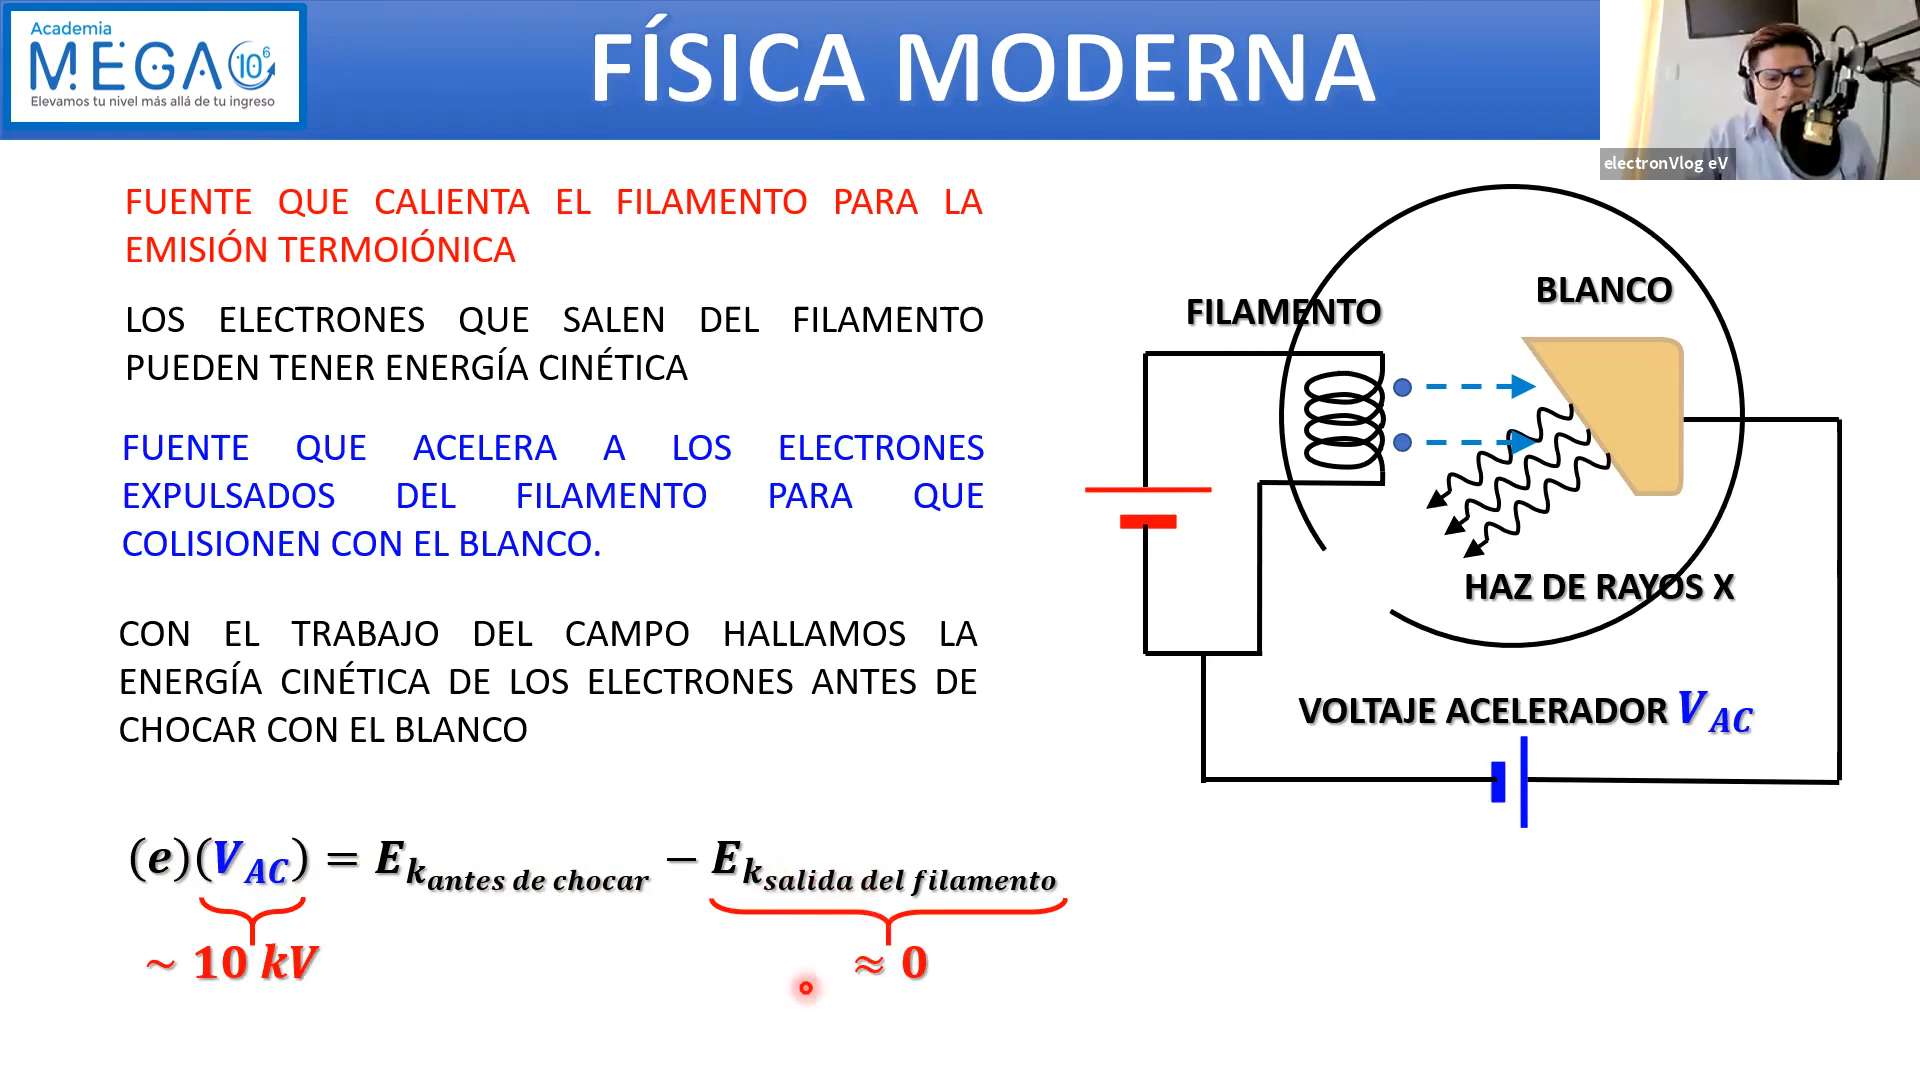 Academia
MEGA 10⁶
Elevamos tu nivel más allá de tu ingreso
FÍSICA MODERNA
electronVlog eV
FUENTE QUE CALIENTA EL FILAMENTO PARA LA
EMISIÓN TERMOIÓNICA
LOS ELECTRONES QUE SALEN DEL FILAMENTO
PUEDEN TENER ENERGÍA CINÉTICA
FUENTE QUE ACELERA A LOS ELECTRONES
EXPULSADOS DEL FILAMENTO PARA QUE
COLISIONEN CON EL BLANCO.
CON EL TRABAJO DEL CAMPO HALLAMOS LA
ENERGÍA CINÉTICA DE LOS ELECTRONES ANTES DE
CHOCAR CON EL BLANCO
(e)(V_AC) = E_k_antes de chocar − E_k_salida del filamento
~ 10 kV
≈ 0
FILAMENTO
BLANCO
HAZ DE RAYOS X
VOLTAJE ACELERADOR V_AC